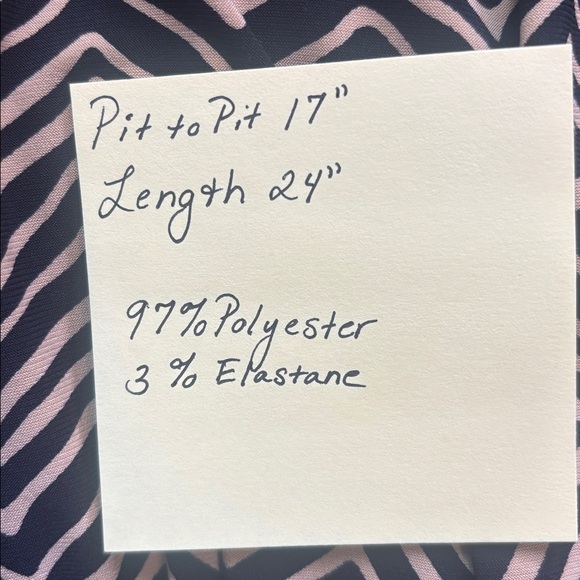 Pit to Pit 17"
Length 24"
97% Polyester
3% Elastane